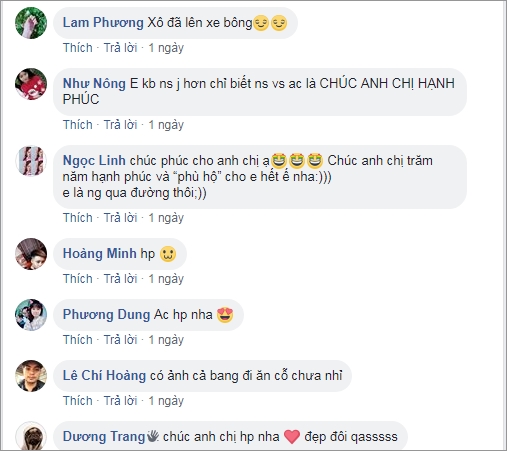 Lam Phương Xô đã lên xe bông😏😏
Thích · Trả lời · 1 ngày
Như Nông E kb ns j hơn chỉ biết ns vs ac là CHÚC ANH CHỊ HẠNH
PHÚC
Thích · Trả lời · 1 ngày
Ngọc Linh chúc phúc cho anh chị ạ😆😆😆 Chúc anh chị trăm
năm hạnh phúc và “phù hộ” cho e hết ế nha:)))
e là ng qua đường thôi;))
Thích · Trả lời · 1 ngày
Hoàng Minh hp 🙂
Thích · Trả lời · 1 ngày
Phương Dung Ac hp nha 😍
Thích · Trả lời · 1 ngày
Lê Chí Hoàng có ảnh cả bang đi ăn cỗ chưa nhỉ
Thích · Trả lời · 1 ngày
Dương Trang👋 chúc anh chị hp nha ❤ đẹp đôi qasssss